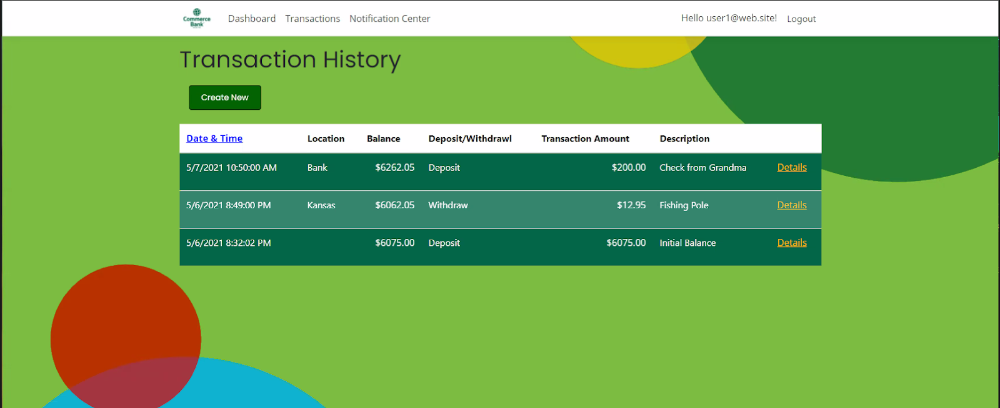 Commerce Bank
Dashboard Transactions Notification Center Hello user1@web.site! Logout
Transaction History
Create New
Date & Time Location Balance Deposit/Withdrawl Transaction Amount Description
5/7/2021 10:50:00 AM Bank $6262.05 Deposit $200.00 Check from Grandma Details
5/6/2021 8:49:00 PM Kansas $6062.05 Withdraw $12.95 Fishing Pole Details
5/6/2021 8:32:02 PM $6075.00 Deposit $6075.00 Initial Balance Details